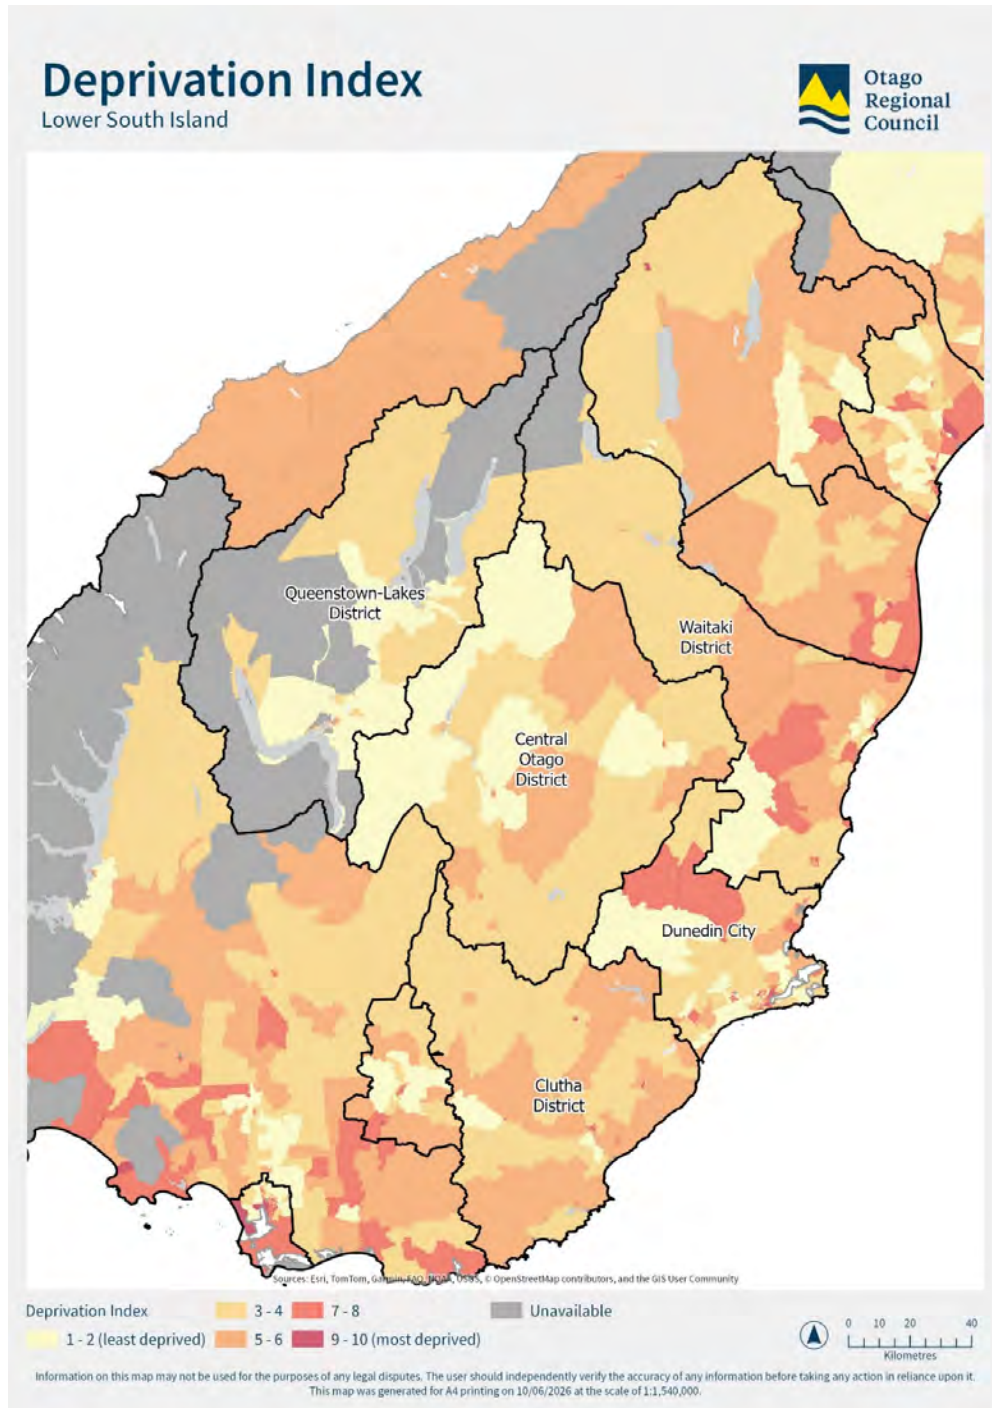 Deprivation Index
Lower South Island
Otago
Regional
Council
Queenstown-Lakes
District
Waitaki
District
Central
Otago
District
Dunedin City
Clutha
District
Sources: Esri, TomTom, Garmin, FAO, NOAA, USGS, © OpenStreetMap contributors, and the GIS User Community
Deprivation Index
1 - 2 (least deprived)
3 - 4
5 - 6
7 - 8
9 - 10 (most deprived)
Unavailable
0 10 20 40
Kilometres
Information on this map may not be used for the purposes of any legal disputes. The user should independently verify the accuracy of any information before taking any action in reliance upon it.
This map was generated for A4 printing on 10/06/2026 at the scale of 1:1,540,000.